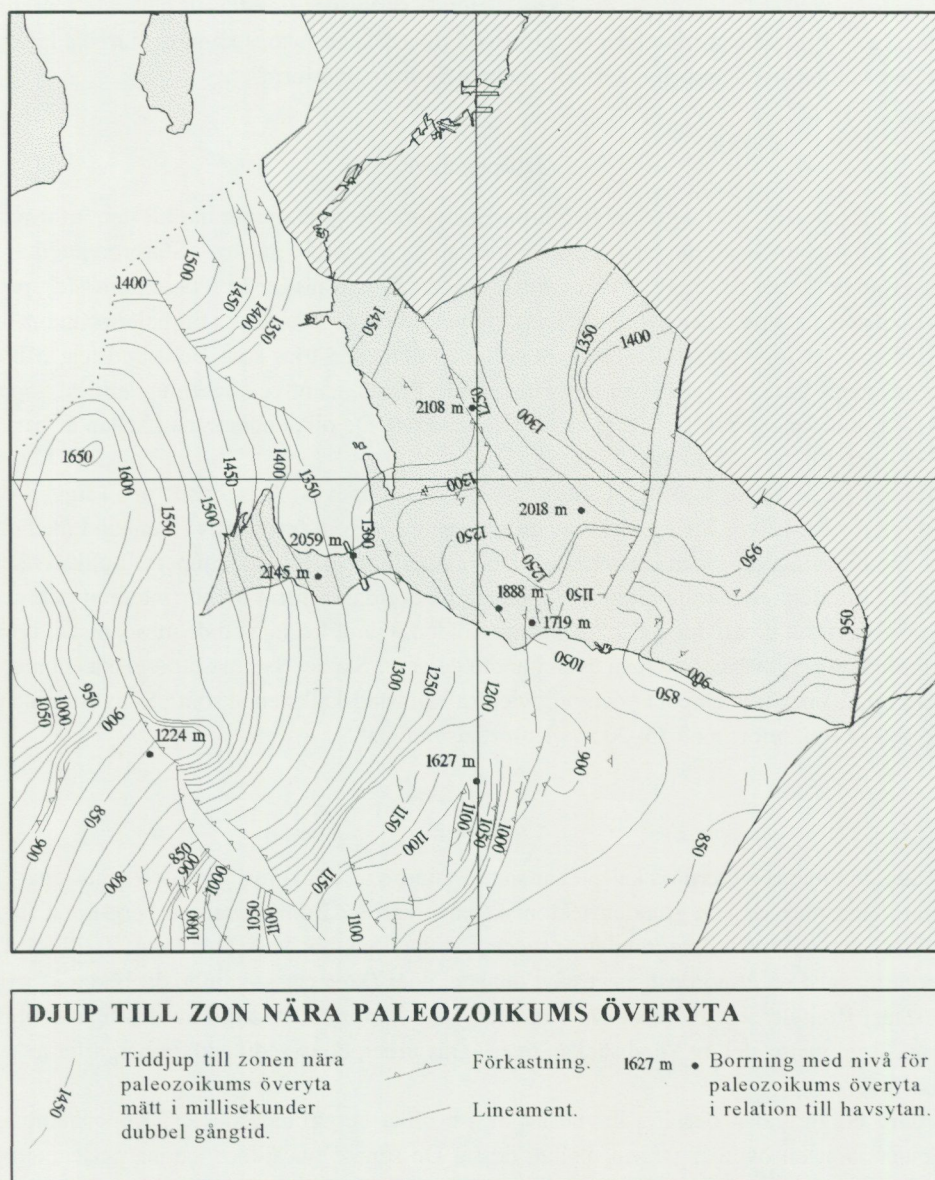 1500
1400
1450
1400
1350
1450
1350
1400
2108 m
1250
1300
1650
1600
1550
1500
1450
1400
1350
1300
1300
2018 m
2059 m
2145 m
1250
1250
1888 m
1719 m
1150
950
950
1050
900
850
1050
1000
950
900
1224 m
1300
1250
1200
1627 m
900
850
900
800
850
900
1000
1000
1050
1100
1150
1100
1150
1100
1100
1050
1000
850
DJUP TILL ZON NÄRA PALEOZOIKUMS ÖVERYTA
1450
Tiddjup till zonen nära
paleozoikums överyta
mätt i millisekunder
dubbel gångtid.
Förkastning.
Lineament.
1627 m
Borrning med nivå för
paleozoikums överyta
i relation till havsytan.